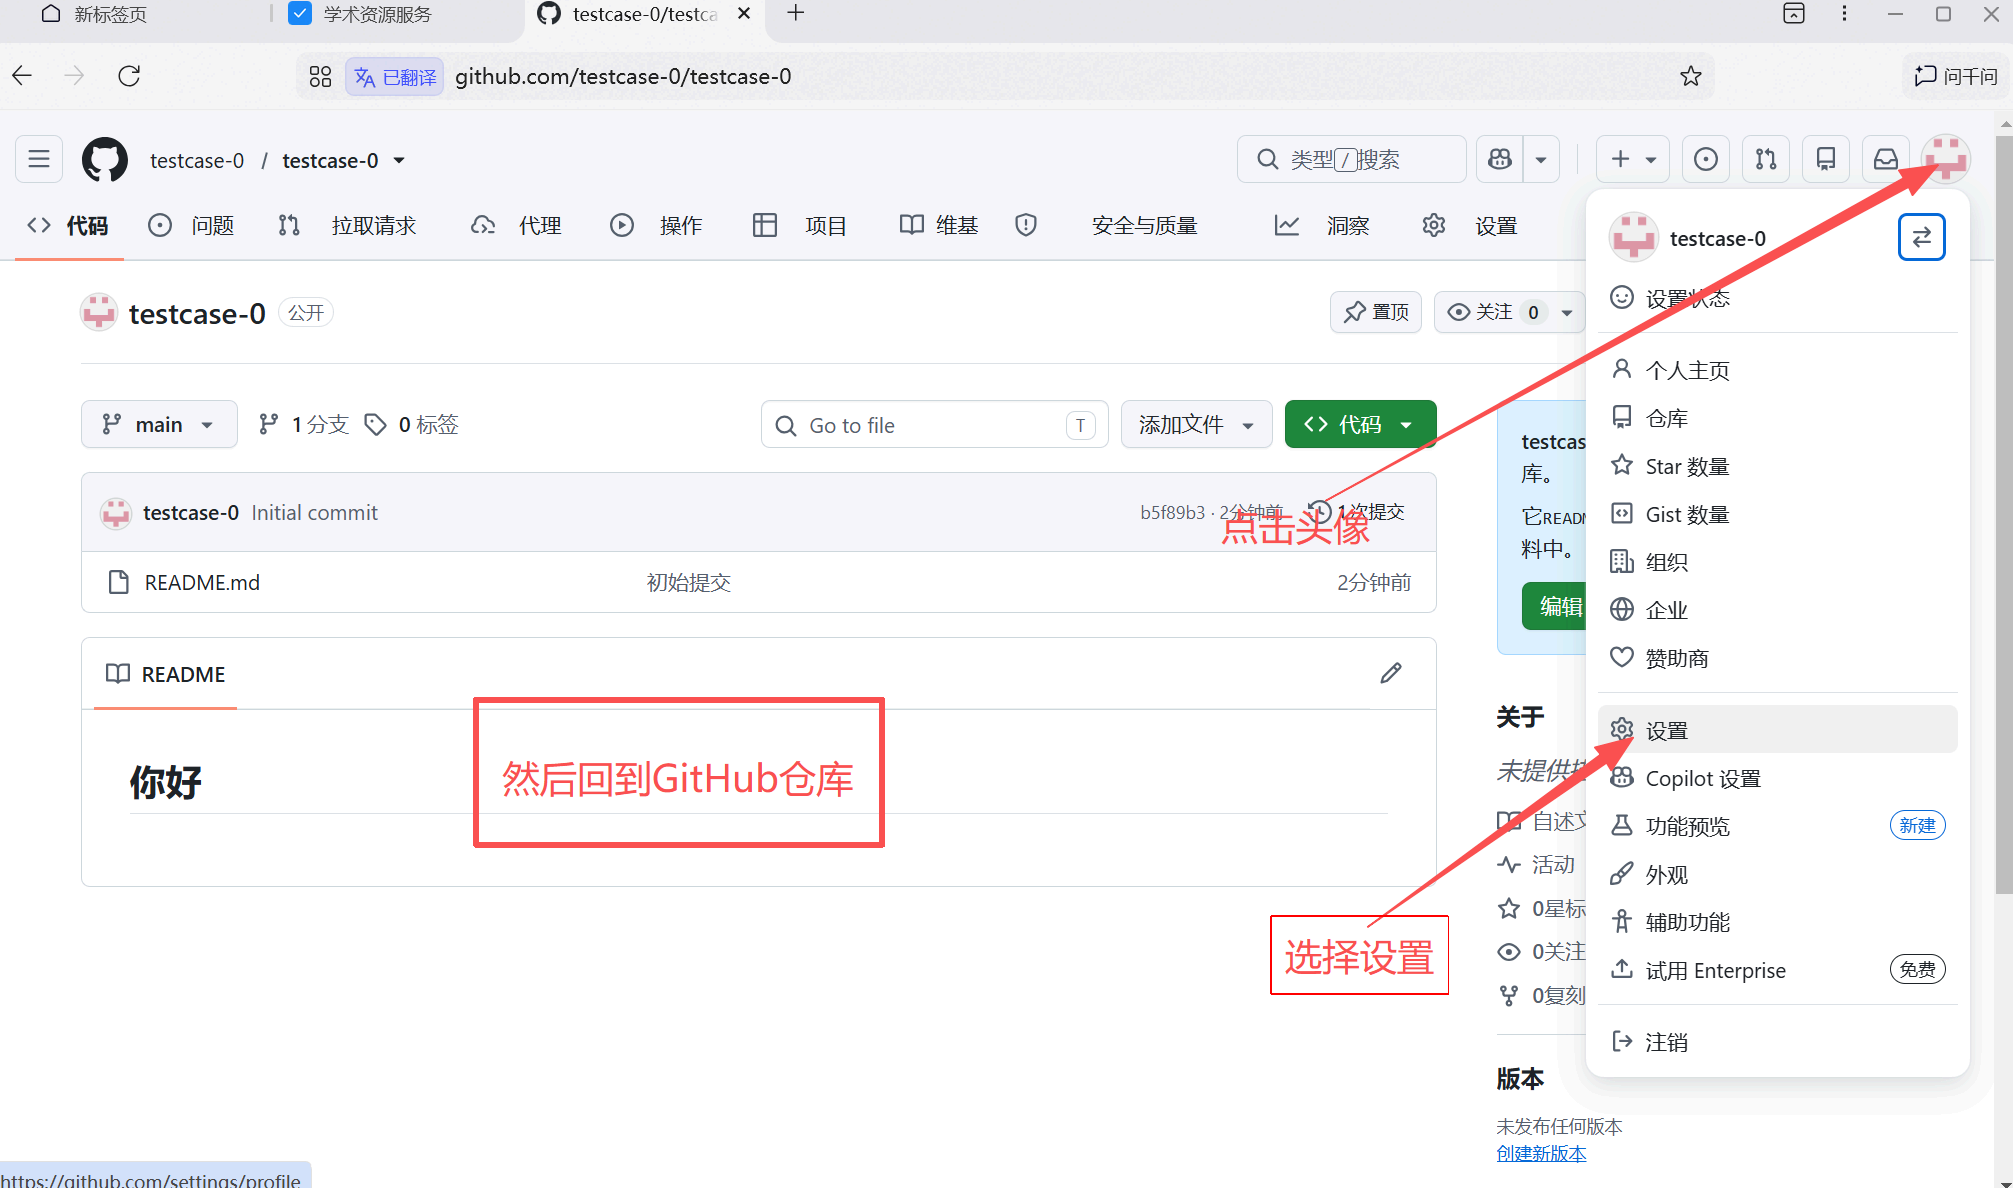 新标签页
学术资源服务
testcase-0/testca
已翻译
github.com/testcase-0/testcase-0
问千问
testcase-0 / testcase-0
类型/搜索
代码
问题
拉取请求
代理
操作
项目
维基
安全与质量
洞察
设置
testcase-0
公开
置顶
关注 0
main
1 分支
0 标签
Go to file
T
添加文件
代码
testcase-0
Initial commit
b5f89b3 · 2分钟前
1 次提交
点击头像
README.md
初始提交
2分钟前
README
你好
然后回到GitHub仓库
选择设置
testcas
库。
它READM
料中。
编辑
关于
未提供
自述文
活动
0星标
0关注
0复刻
版本
未发布任何版本
创建新版本
testcase-0
设置状态
个人主页
仓库
Star 数量
Gist 数量
组织
企业
赞助商
设置
Copilot 设置
功能预览
新建
外观
辅助功能
试用 Enterprise
免费
注销
https://github.com/settings/profile